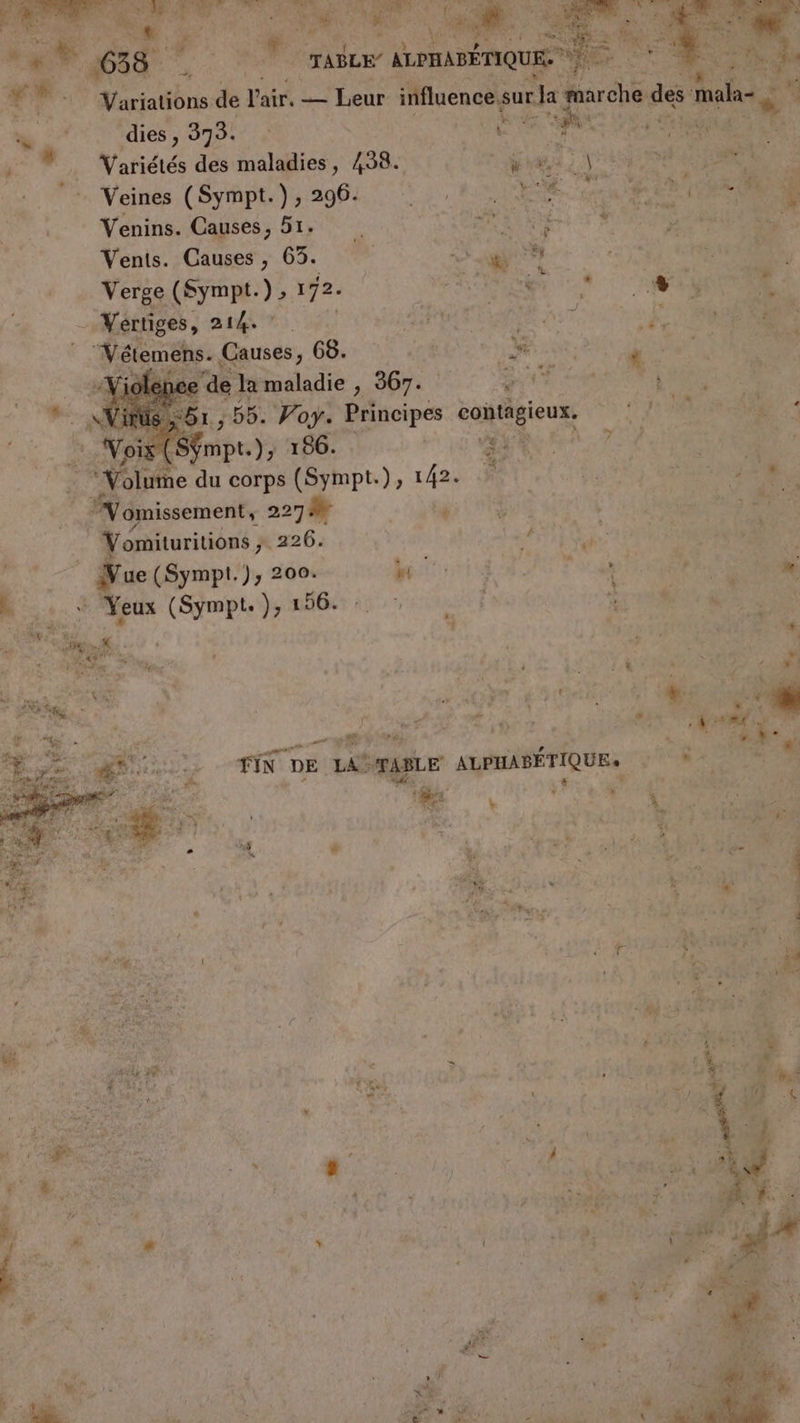 638 TABLE ALPHABÉTIQUE.
Variations de l'air. — Leur influence sur la marche des mala-
dies, 373.
Variétés des maladies, 438.
Veines (Sympt.), 296.
Venins. Causes, 51.
Vents. Causes, 65.
Verge (Sympt.), 172.
Vertiges, 214.
Vêtemens. Causes, 68.
Violence de la maladie, 367.
Virus, 51, 55. Voy. Principes contagieux.
Voix (Sympt.), 186.
Volume du corps (Sympt.), 142.
Vomissement, 227
Vomituritions, 226.
Vue (Sympt.), 200.
Yeux (Sympt.), 156.
FIN DE LA TABLE ALPHABÉTIQUE.